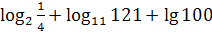 log₂ 1/4 + log₁₁ 121 + lg 100